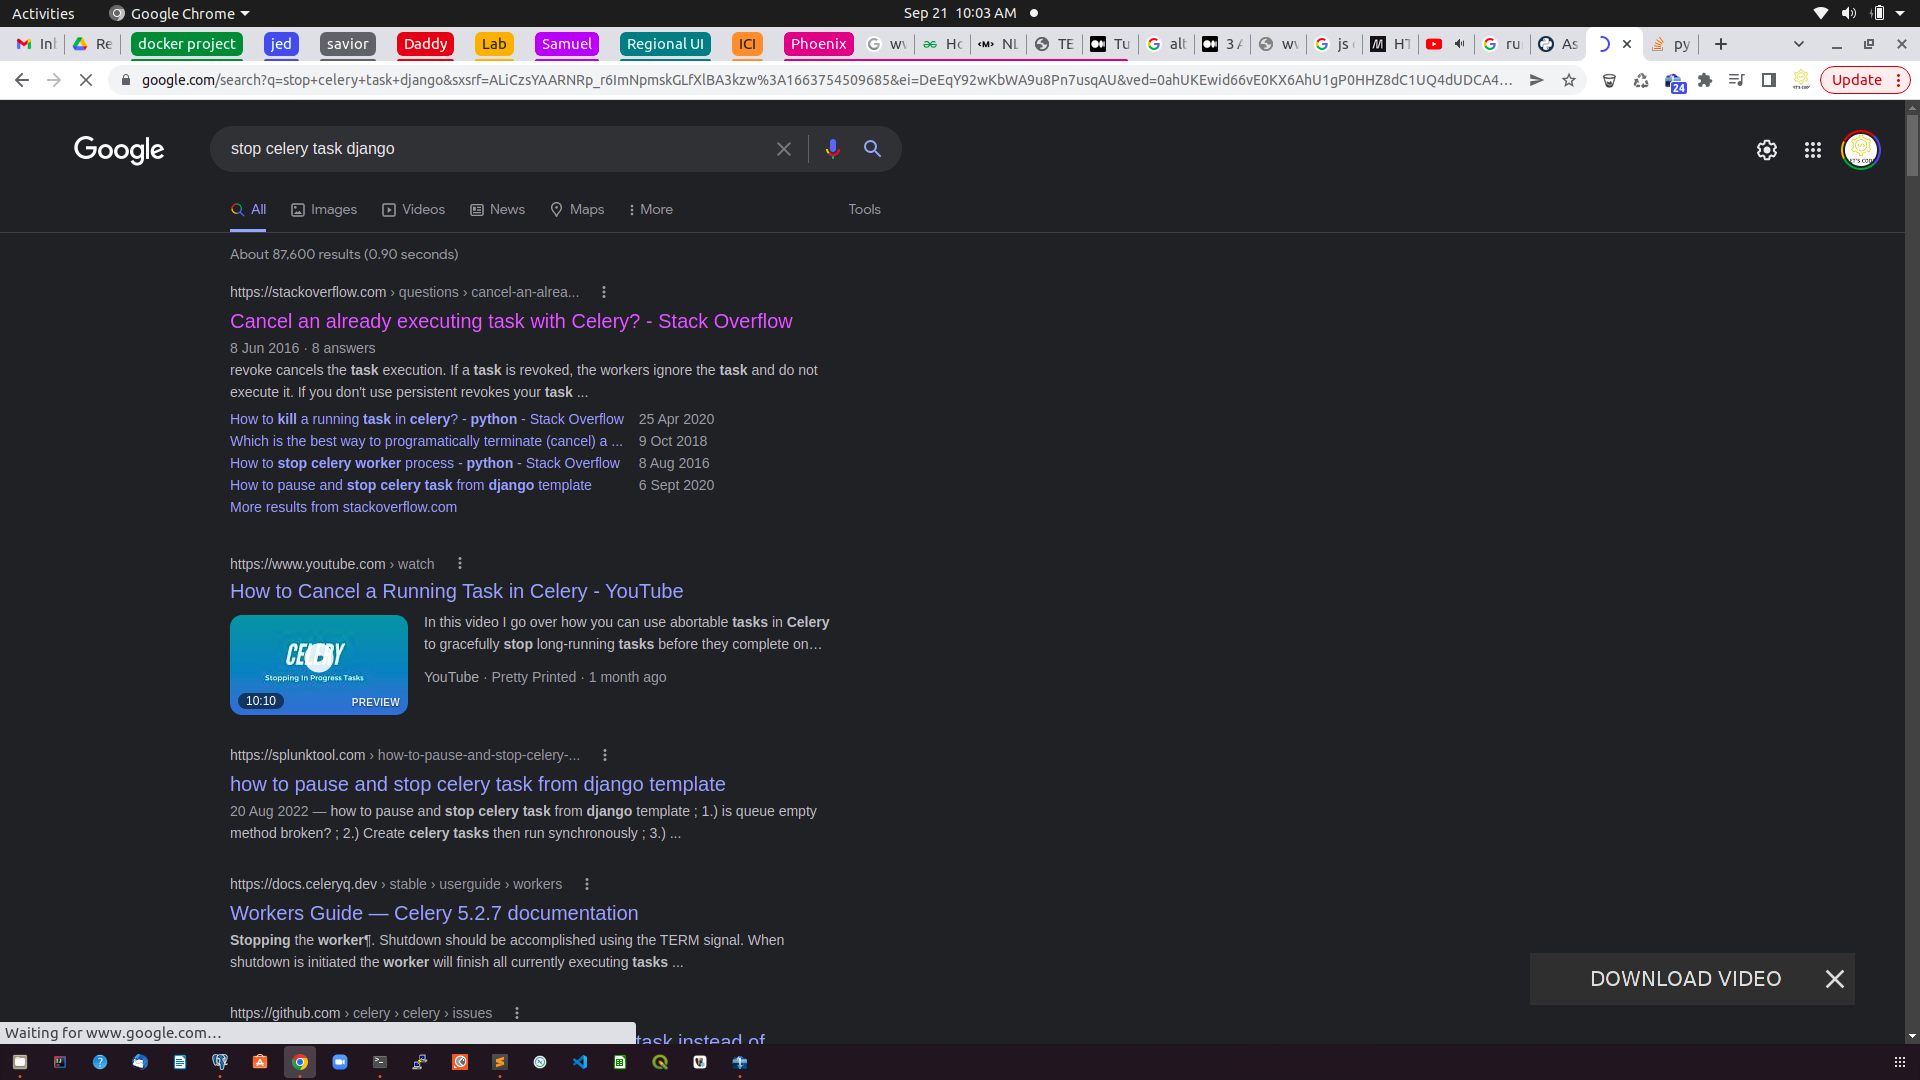 Activities
Google Chrome
Sep 21 10:03 AM
docker project
jed
savior
Daddy
Lab
Samuel
Regional UI
ICI
Phoenix
google.com/search?q=stop+celery+task+django&sxsrf=ALiCzsYAARNRp_r6ImNpmskGLfXlBA3kzw%3A1663754509685&ei=DeEqY92wKbWA9u8Pn7usqAU&ved=0ahUKEwid66vE0KX6AhU1gP0HHZ8dC1UQ4dUDCA4...
24
Update
Google
stop celery task django
All
Images
Videos
News
Maps
More
Tools
About 87,600 results (0.90 seconds)
https://stackoverflow.com › questions › cancel-an-alrea...
Cancel an already executing task with Celery? - Stack Overflow
8 Jun 2016 · 8 answers
revoke cancels the task execution. If a task is revoked, the workers ignore the task and do not
execute it. If you don't use persistent revokes your task ...
How to kill a running task in celery? - python - Stack Overflow 25 Apr 2020
Which is the best way to programatically terminate (cancel) a ... 9 Oct 2018
How to stop celery worker process - python - Stack Overflow 8 Aug 2016
How to pause and stop celery task from django template 6 Sept 2020
More results from stackoverflow.com
https://www.youtube.com › watch
How to Cancel a Running Task in Celery - YouTube
CELERY
Stopping In Progress Tasks
10:10
PREVIEW
In this video I go over how you can use abortable tasks in Celery
to gracefully stop long-running tasks before they complete on…
YouTube · Pretty Printed · 1 month ago
https://splunktool.com › how-to-pause-and-stop-celery-...
how to pause and stop celery task from django template
20 Aug 2022 — how to pause and stop celery task from django template ; 1.) is queue empty
method broken? ; 2.) Create celery tasks then run synchronously ; 3.) ...
https://docs.celeryq.dev › stable › userguide › workers
Workers Guide — Celery 5.2.7 documentation
Stopping the worker¶. Shutdown should be accomplished using the TERM signal. When
shutdown is initiated the worker will finish all currently executing tasks ...
DOWNLOAD VIDEO
https://github.com › celery › celery › issues
Waiting for www.google.com…
task instead of